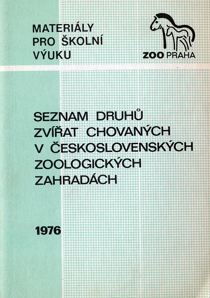 MATERIÁLY
PRO ŠKOLNÍ
VÝUKU
ZOO PRAHA
SEZNAM DRUHŮ
ZVÍŘAT CHOVANÝCH
V ČESKOSLOVENSKÝCH
ZOOLOGICKÝCH
ZAHRADÁCH
1976